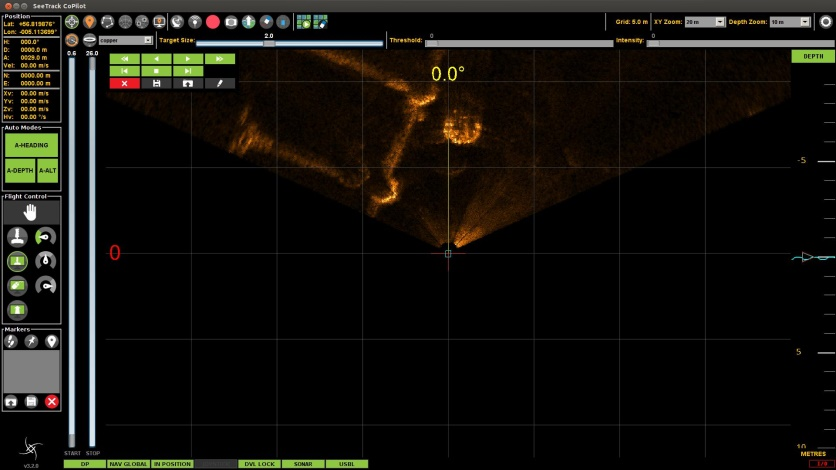 SeeTrack CoPilot
Position
Lat: +56.819876°
Lon: -005.113699°
H: 000.0°
D: 0000.0 m
A: 0029.0 m
Vel: 00.00 m/s
N: 0000.00 m
E: 0000.00 m
Xv: 00.00 m/s
Yv: 00.00 m/s
Zv: 00.00 m/s
Hv: 00.00 °/s
Grid: 5.0 m
XY Zoom: 20 m
Depth Zoom: 10 m
copper
Target Size:
2.0
Threshold:
0
Intensity:
0
0.6
26.0
0.0°
DEPTH
Auto Modes
A-HEADING
A-DEPTH
A-ALT
-5
Flight Control
0
5
Markers
10
METRES
START
STOP
v3.2.0
DP
NAV GLOBAL
IN POSITION
DVL LOCK
SONAR
USBL